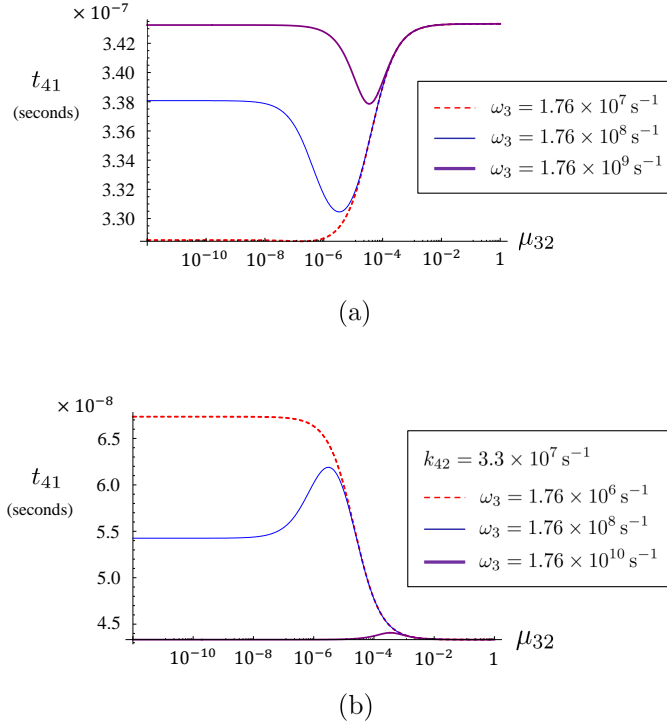 × 10⁻⁷
t₄₁
(seconds)
3.42
3.40
3.38
3.36
3.34
3.32
3.30
10⁻¹⁰ 10⁻⁸ 10⁻⁶ 10⁻⁴ 10⁻² 1
μ₃₂
ω₃ = 1.76 × 10⁷ s⁻¹
ω₃ = 1.76 × 10⁸ s⁻¹
ω₃ = 1.76 × 10⁹ s⁻¹
(a)
× 10⁻⁸
t₄₁
(seconds)
6.5
6.0
5.5
5.0
4.5
10⁻¹⁰ 10⁻⁸ 10⁻⁶ 10⁻⁴ 10⁻² 1
μ₃₂
k₄₂ = 3.3 × 10⁷ s⁻¹
ω₃ = 1.76 × 10⁶ s⁻¹
ω₃ = 1.76 × 10⁸ s⁻¹
ω₃ = 1.76 × 10¹⁰ s⁻¹
(b)